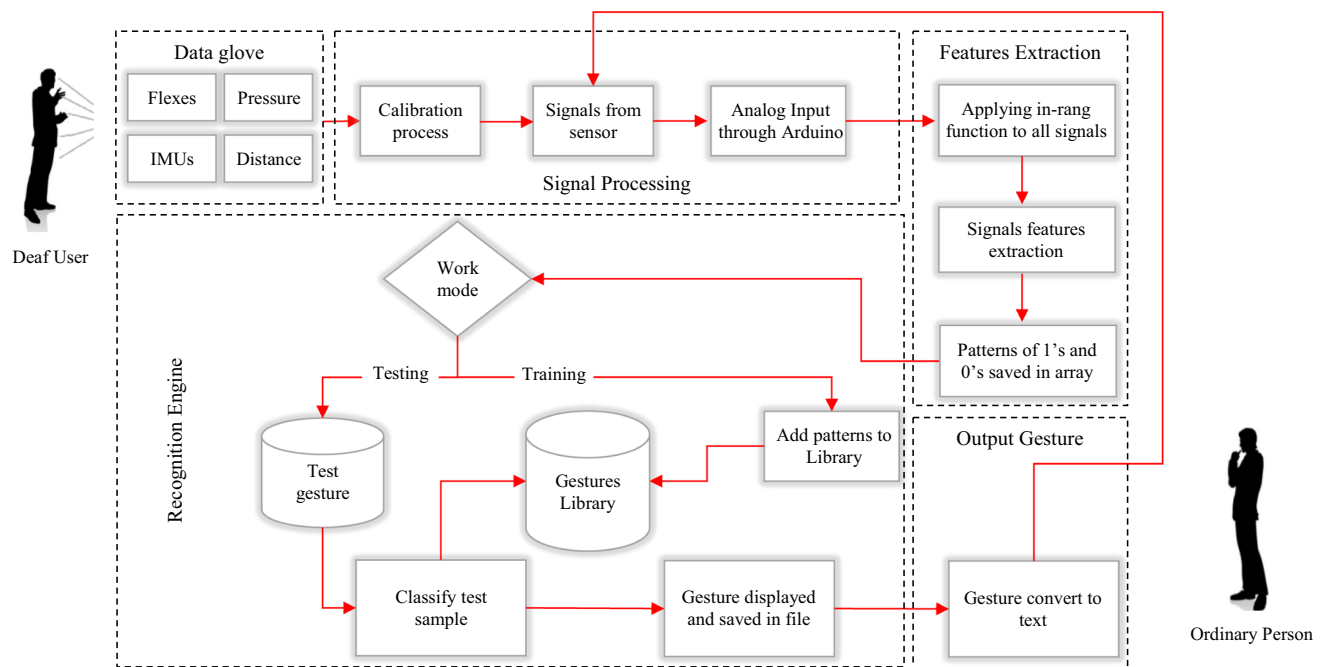 Data glove
Flexes
Pressure
IMUs
Distance
Deaf User
Calibration
process
Signals from
sensor
Analog Input
through Arduino
Signal Processing
Features Extraction
Applying in-rang
function to all signals
Signals features
extraction
Patterns of 1’s and
0’s saved in array
Recognition Engine
Work
mode
Testing
Training
Test
gesture
Gestures
Library
Add patterns to
Library
Classify test
sample
Gesture displayed
and saved in file
Output Gesture
Gesture convert to
text
Ordinary Person